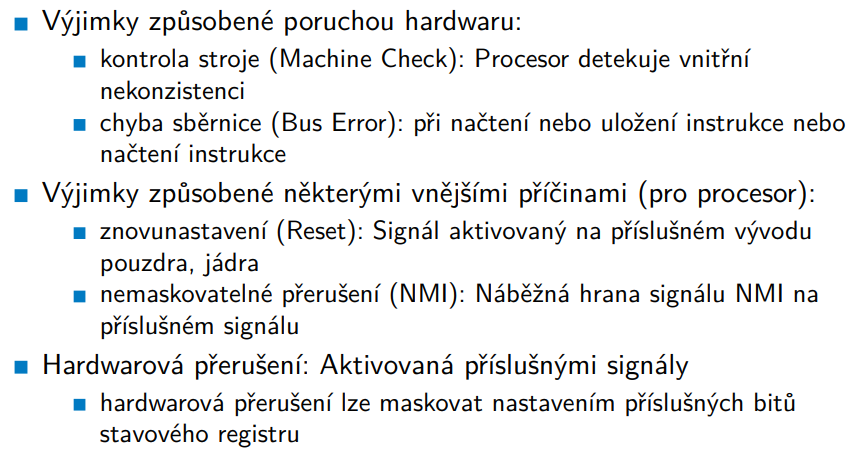 Výjimky způsobené poruchou hardwaru:
kontrola stroje (Machine Check): Procesor detekuje vnitřní
nekonzistenci
chyba sběrnice (Bus Error): při načtení nebo uložení instrukce nebo
načtení instrukce
Výjimky způsobené některými vnějšími příčinami (pro procesor):
znovunastavení (Reset): Signál aktivovaný na příslušném vývodu
pouzdra, jádra
nemaskovatelné přerušení (NMI): Náběžná hrana signálu NMI na
příslušném signálu
Hardwarová přerušení: Aktivovaná příslušnými signály
hardwarová přerušení lze maskovat nastavením příslušných bitů
stavového registru